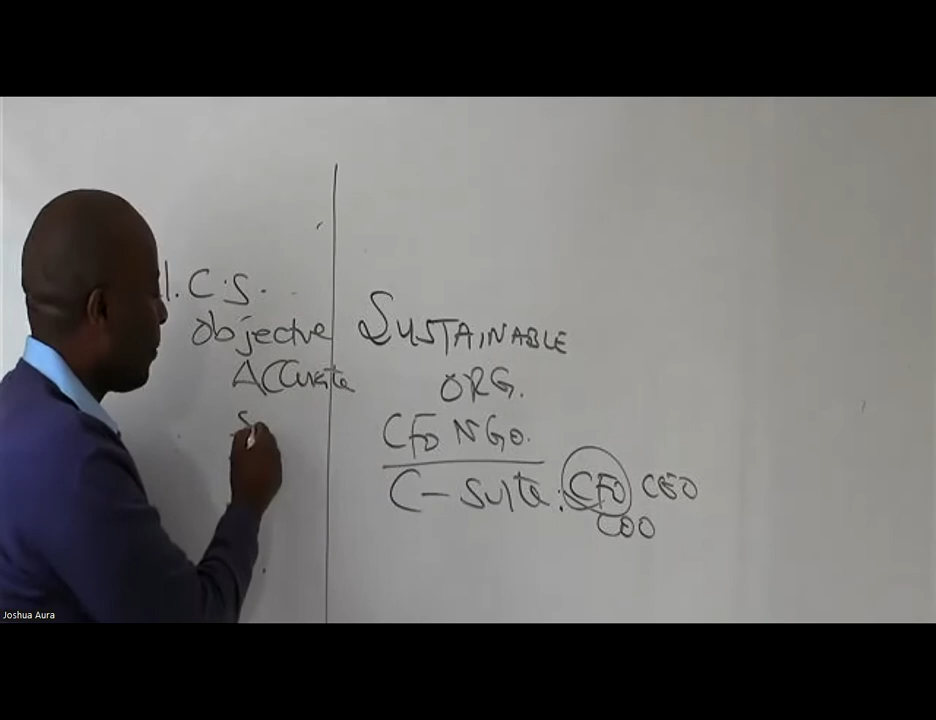 I.C.S.
Objective
Accurate
S
SUSTAINABLE
ORG.
CFO NGO.
C-suite: CFO CEO
COO
Joshua Aura